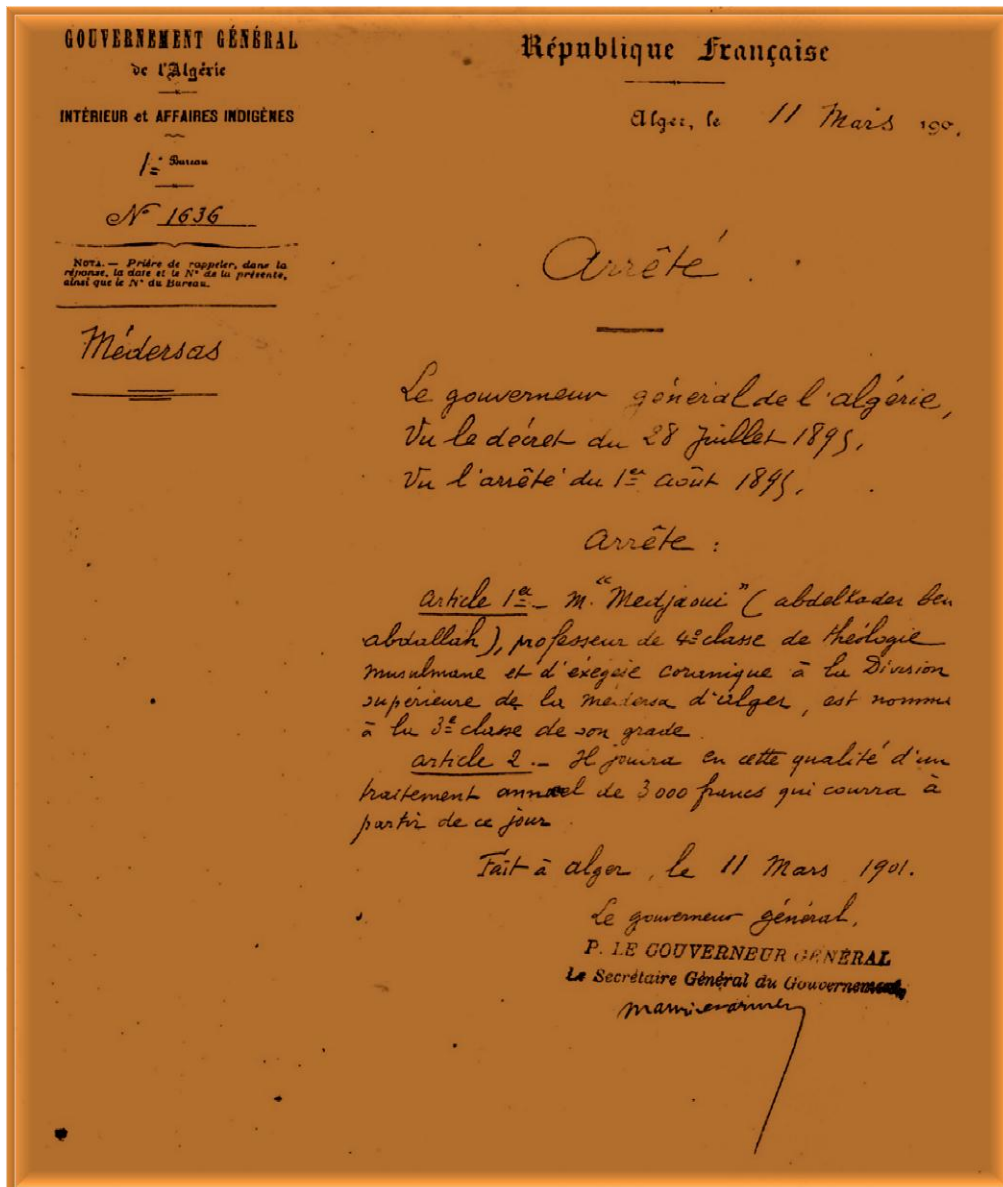 GOUVERNEMENT GÉNÉRAL
de l'Algérie
INTÉRIEUR et AFFAIRES INDIGÈNES
1er Bureau
N° 1636
NOTA. — Prière de rappeler, dans la
réponse, la date et le N° de la présente,
ainsi que le N° du Bureau.
Médersas
République Française
Alger, le 11 Mars 190
Arrêté
Le gouverneur général de l'algérie,
Vu le décret du 28 Juillet 1895,
Vu l'arrêté du 1er août 1895,
arrête :
article 1er - M. "Medjaoui" (abdelkader ben
abdallah), professeur de 4e classe de théologie
musulmane et d'exégèse coranique à la Division
supérieure de la médersa d'alger, est nommé
à la 3e classe de son grade.
article 2 - Il jouira en cette qualité d'un
traitement annuel de 3000 francs qui courra à
partir de ce jour.
Fait à alger, le 11 Mars 1901.
Le gouverneur général,
P. LE GOUVERNEUR GÉNÉRAL
Le Secrétaire Général du Gouvernement,